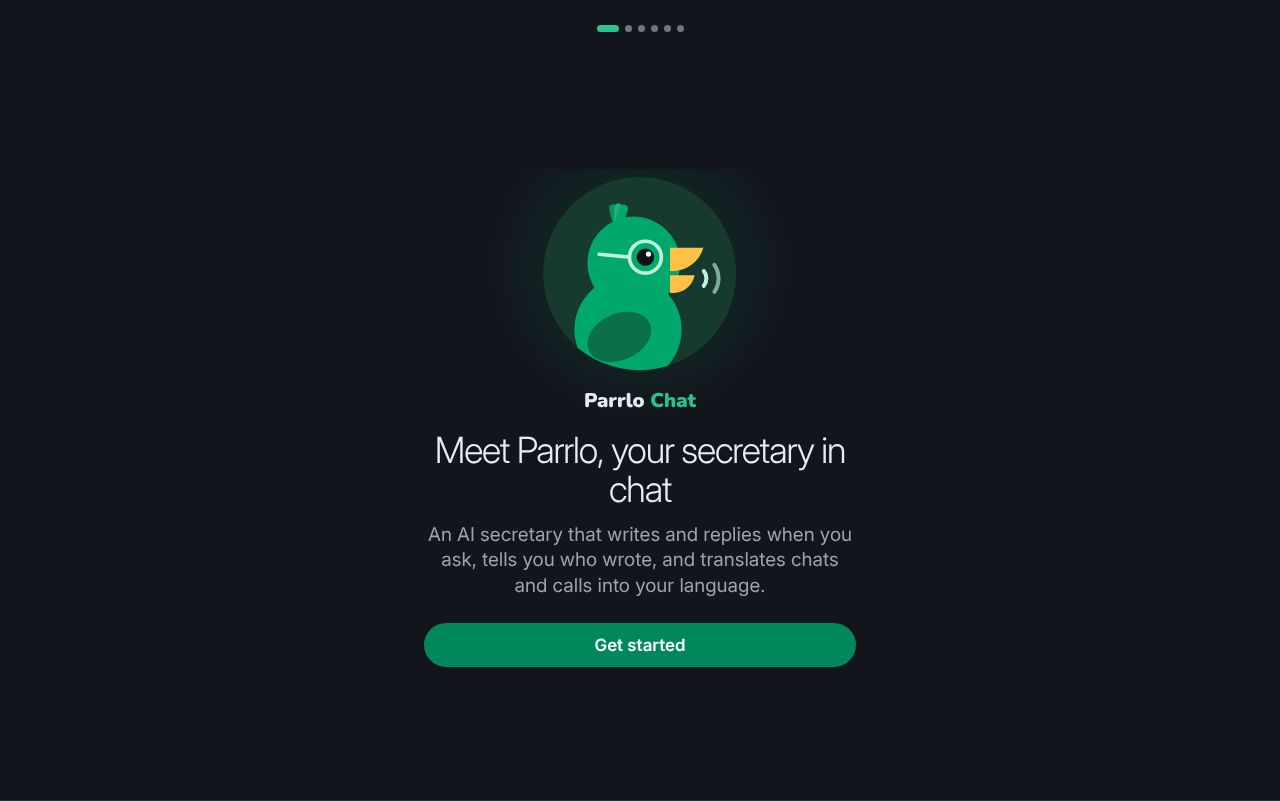 Parrlo Chat
Meet Parrlo, your secretary in
chat
An AI secretary that writes and replies when you
ask, tells you who wrote, and translates chats
and calls into your language.
Get started